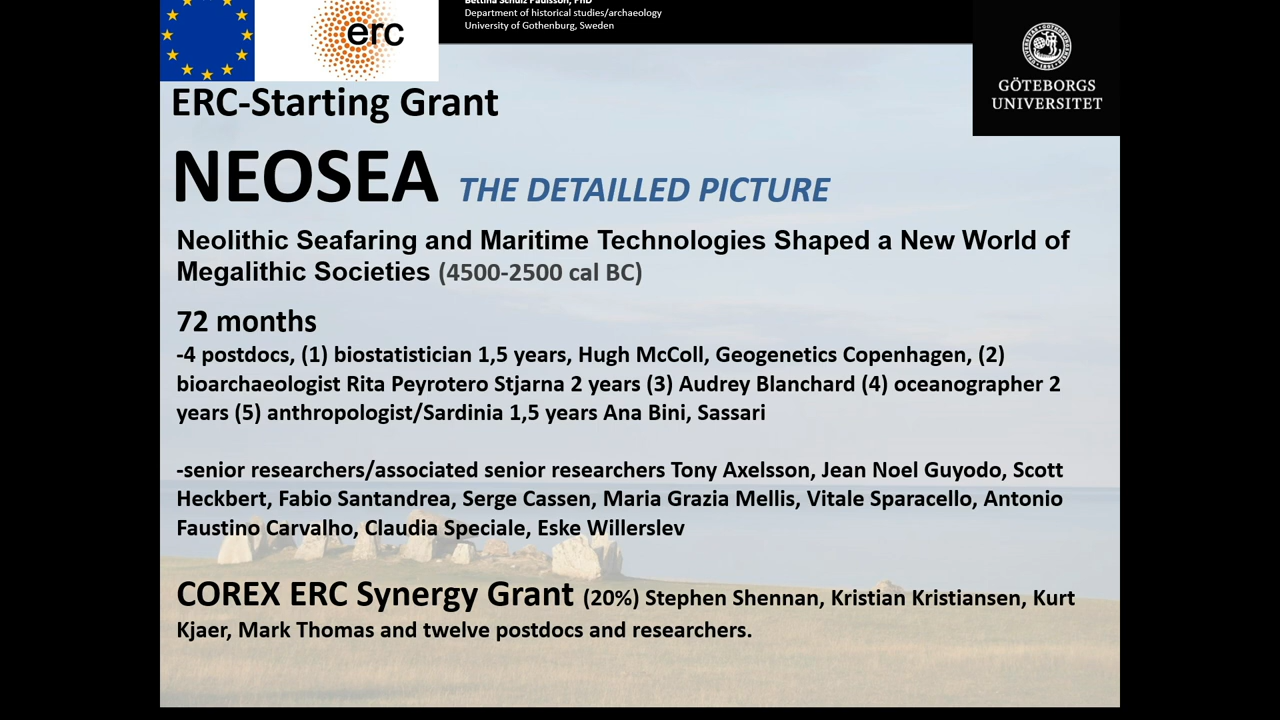 Bettina Schulz Paulsson, PhD
Department of historical studies/archaeology
University of Gothenburg, Sweden
erc
GÖTEBORGS
UNIVERSITET
ERC-Starting Grant
NEOSEA THE DETAILLED PICTURE
Neolithic Seafaring and Maritime Technologies Shaped a New World of
Megalithic Societies (4500-2500 cal BC)
72 months
-4 postdocs, (1) biostatistician 1,5 years, Hugh McColl, Geogenetics Copenhagen, (2)
bioarchaeologist Rita Peyrotero Stjarna 2 years (3) Audrey Blanchard (4) oceanographer 2
years (5) anthropologist/Sardinia 1,5 years Ana Bini, Sassari
-senior researchers/associated senior researchers Tony Axelsson, Jean Noel Guyodo, Scott
Heckbert, Fabio Santandrea, Serge Cassen, Maria Grazia Mellis, Vitale Sparacello, Antonio
Faustino Carvalho, Claudia Speciale, Eske Willerslev
COREX ERC Synergy Grant (20%) Stephen Shennan, Kristian Kristiansen, Kurt
Kjaer, Mark Thomas and twelve postdocs and researchers.